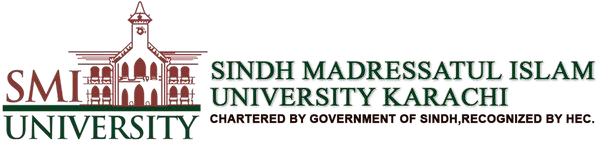 SMI
UNIVERSITY
SINDH MADRESSATUL ISLAM
UNIVERSITY KARACHI
CHARTERED BY GOVERNMENT OF SINDH,RECOGNIZED BY HEC.